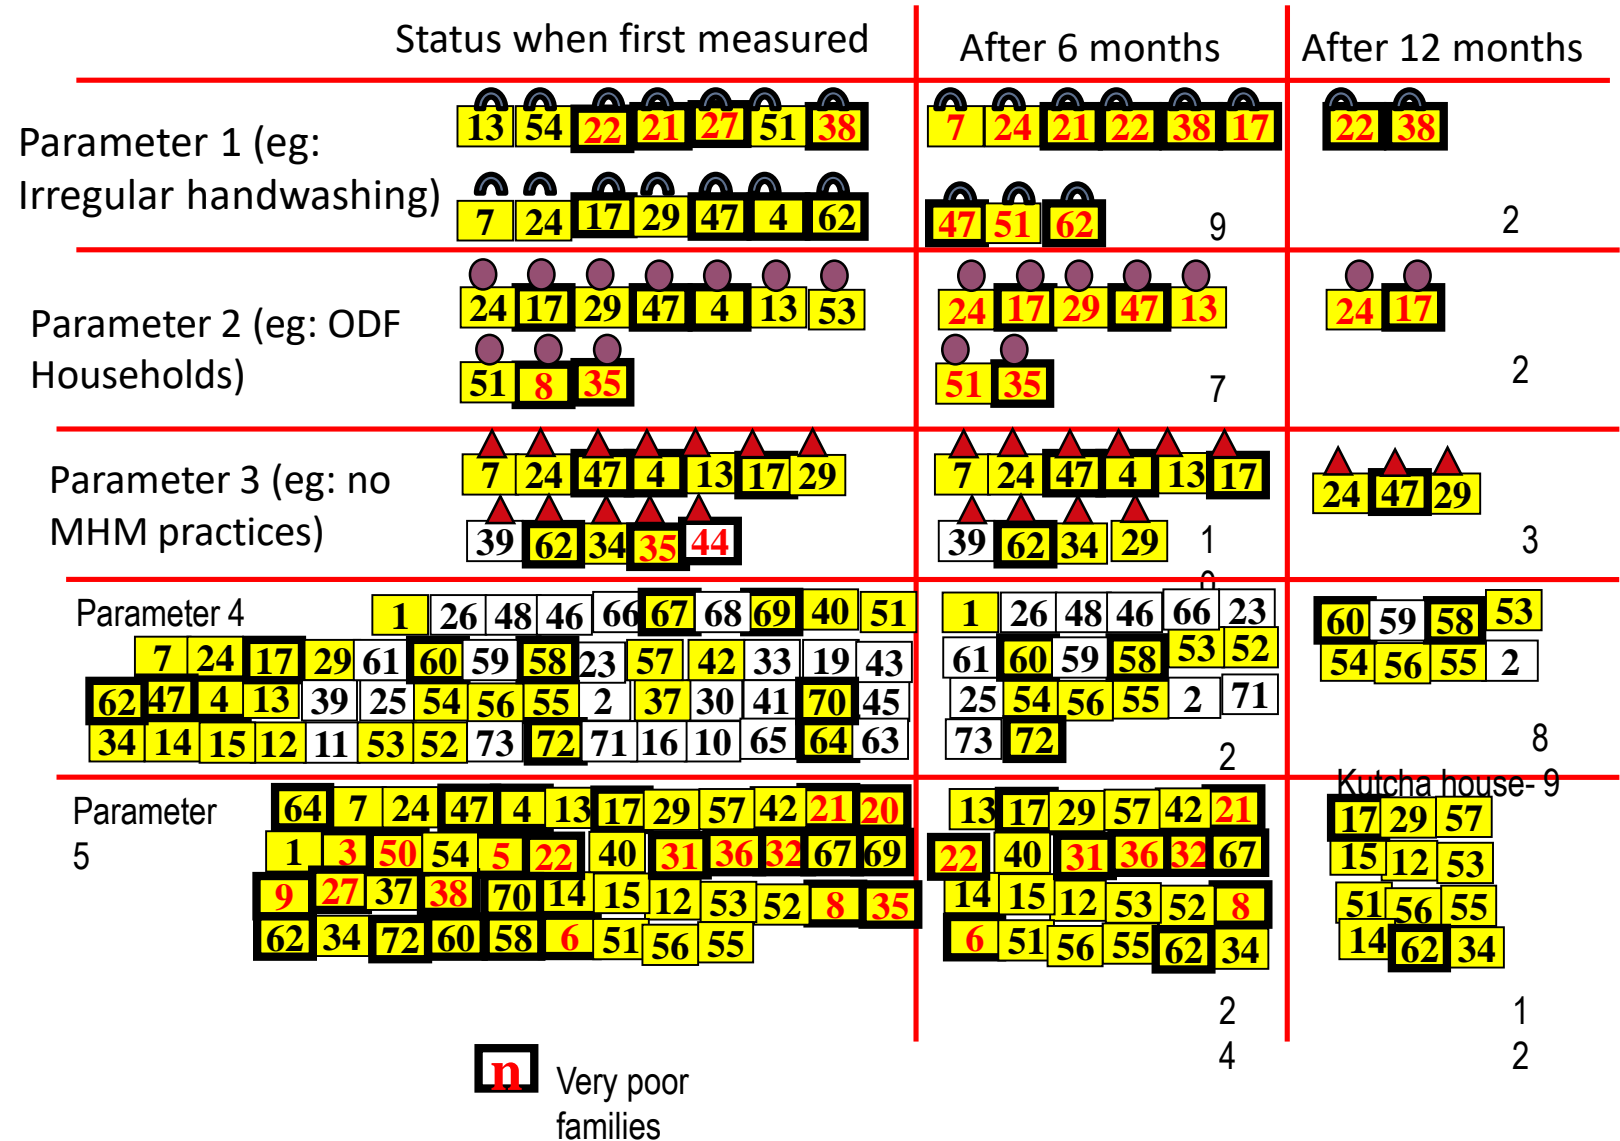 Status when first measured After 6 months After 12 months
Parameter 1 (eg:
Irregular handwashing)
13 54 22 21 27 51 38
7 24 17 29 47 4 62
7 24 21 22 38 17
47 51 62
9
22 38
2
Parameter 2 (eg: ODF
Households)
24 17 29 47 4 13 53
51 8 35
24 17 29 47 13
51 35
7
24 17
2
Parameter 3 (eg: no
MHM practices)
7 24 47 4 13 17 29
39 62 34 35 44
7 24 47 4 13 17
39 62 34 29
1
0
24 47 29
3
Parameter 4
1 26 48 46 66 67 68 69 40 51
7 24 17 29 61 60 59 58 23 57 42 33 19 43
62 47 4 13 39 25 54 56 55 2 37 30 41 70 45
34 14 15 12 11 53 52 73 72 71 16 10 65 64 63
1 26 48 46 66 23
61 60 59 58 53 52
25 54 56 55 2 71
73 72
2
60 59 58 53
54 56 55 2
8
Parameter
5
64 7 24 47 4 13 17 29 57 42 21 20
1 3 50 54 5 22 40 31 36 32 67 69
9 27 37 38 70 14 15 12 53 52 8 35
62 34 72 60 58 6 51 56 55
13 17 29 57 42 21
22 40 31 36 32 67
14 15 12 53 52 8
6 51 56 55 62 34
2
4
Kutcha house- 9
17 29 57
15 12 53
51 56 55
14 62 34
1
2
n Very poor
families